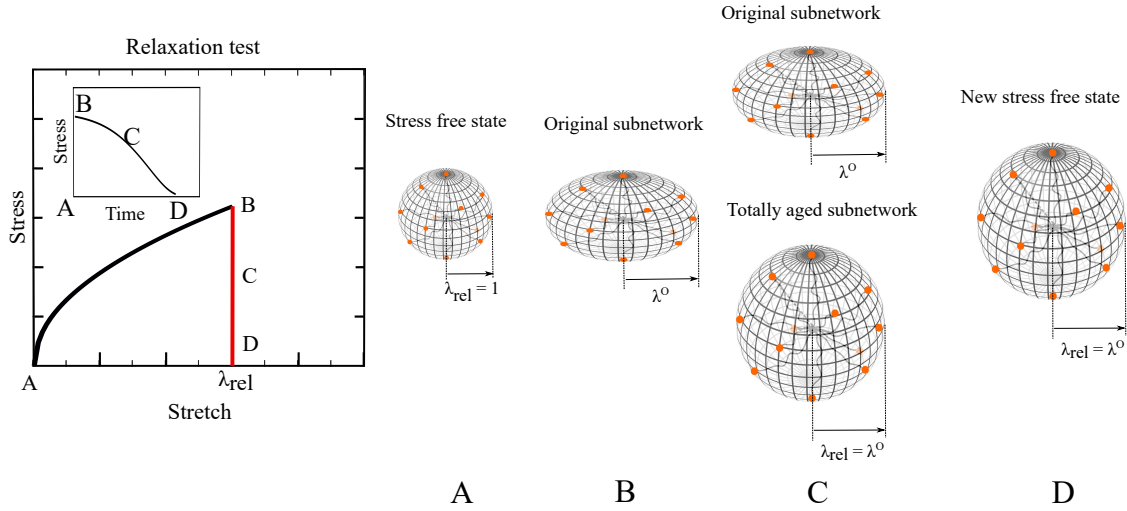 Relaxation test
Stress
B
C
Stress
A
Time
D
B
C
D
A
λrel
Stretch
Stress free state
λrel = 1
A
Original subnetwork
λO
B
Original subnetwork
λO
Totally aged subnetwork
λrel = λO
C
New stress free state
λrel = λO
D